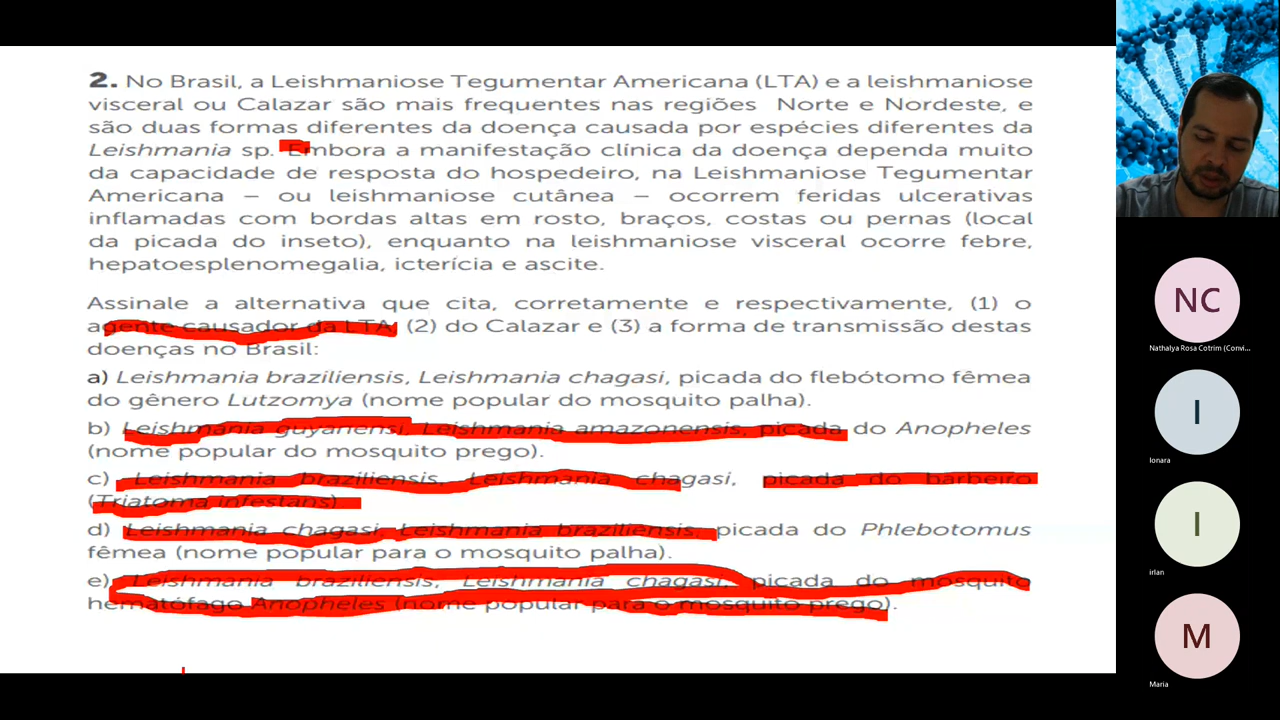 2. No Brasil, a Leishmaniose Tegumentar Americana (LTA) e a leishmaniose
visceral ou Calazar são mais frequentes nas regiões Norte e Nordeste, e
são duas formas diferentes da doença causada por espécies diferentes da
Leishmania sp. Embora a manifestação clínica da doença dependa muito
da capacidade de resposta do hospedeiro, na Leishmaniose Tegumentar
Americana – ou leishmaniose cutânea – ocorrem feridas ulcerativas
inflamadas com bordas altas em rosto, braços, costas ou pernas (local
da picada do inseto), enquanto na leishmaniose visceral ocorre febre,
hepatoesplenomegalia, icterícia e ascite.
Assinale a alternativa que cita, corretamente e respectivamente, (1) o
agente causador da LTA, (2) do Calazar e (3) a forma de transmissão destas
doenças no Brasil:
a) Leishmania braziliensis, Leishmania chagasi, picada do flebótomo fêmea
do gênero Lutzomya (nome popular do mosquito palha).
b) Leishmania guyanensi, Leishmania amazonensis, picada do Anopheles
(nome popular do mosquito prego).
c) Leishmania braziliensis, Leishmania chagasi, picada do barbeiro
(Triatoma infestans)
d) Leishmania chagasi, Leishmania braziliensis, picada do Phlebotomus
fêmea (nome popular para o mosquito palha).
e) Leishmania braziliensis, Leishmania chagasi, picada do mosquito
hematófago Anopheles (nome popular para o mosquito prego).
NC
Nathalya Rosa Cotrim (Convi...
I
Ionara
I
irlan
M
Maria